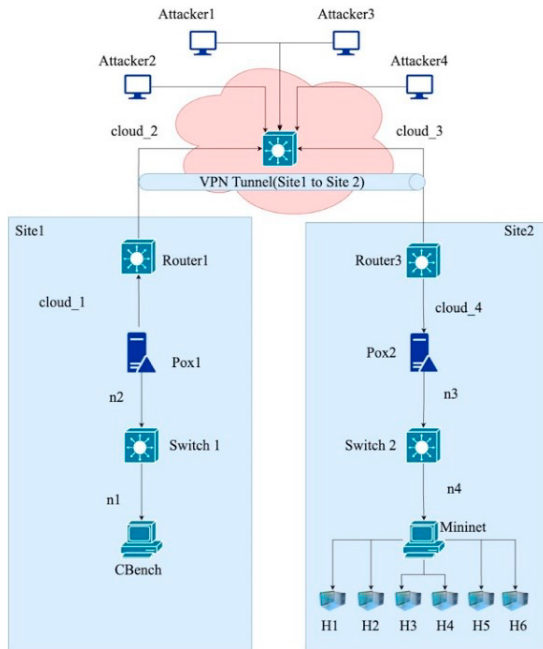 Attacker1
Attacker3
Attacker2
Attacker4
cloud_2
cloud_3
VPN Tunnel(Site1 to Site 2)
Site1
Site2
Router1
Router3
cloud_1
cloud_4
Pox1
Pox2
n2
n3
Switch 1
Switch 2
n1
n4
CBench
Mininet
H1 H2 H3 H4 H5 H6